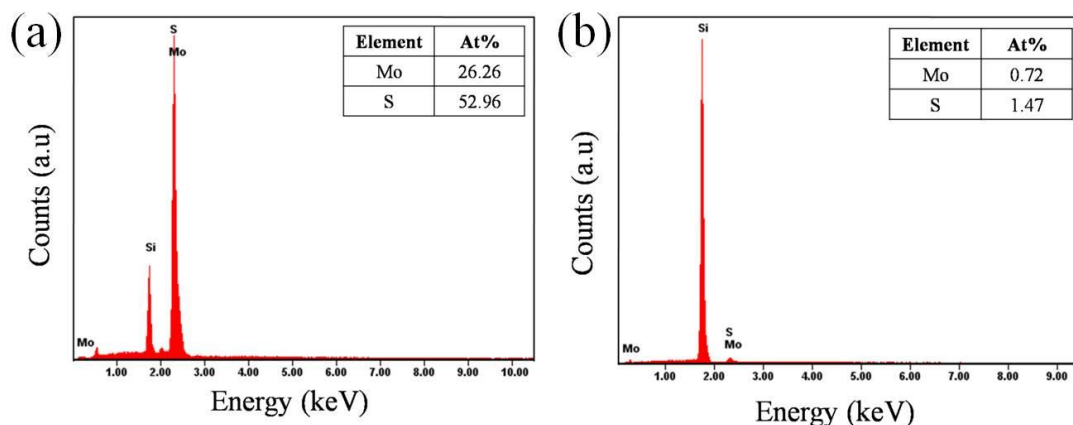 (a)
S
Mo
Si
Mo
Element At%
Mo 26.26
S 52.96
Counts (a.u)
1.00 2.00 3.00 4.00 5.00 6.00 7.00 8.00 9.00 10.00
Energy (keV)
(b)
Si
S
Mo
Mo
Element At%
Mo 0.72
S 1.47
Counts (a.u)
1.00 2.00 3.00 4.00 5.00 6.00 7.00 8.00 9.00
Energy (keV)